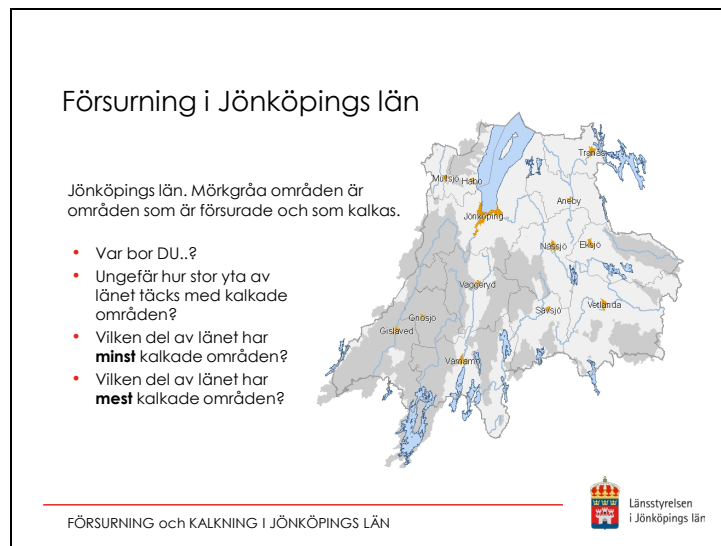 Försurning i Jönköpings län
Jönköpings län. Mörkgråa områden är
områden som är försurade och som kalkas.
• Var bor DU..?
• Ungefär hur stor yta av
länet täcks med kalkade
områden?
• Vilken del av länet har
minst kalkade områden?
• Vilken del av länet har
mest kalkade områden?
Tranås
Mullsjö
Habo
Aneby
Jönköping
Nässjö
Eksjö
Vaggeryd
Vetlanda
Sävsjö
Gnosjö
Gislaved
Värnamo
FÖRSURNING och KALKNING I JÖNKÖPINGS LÄN
Länsstyrelsen
i Jönköpings län